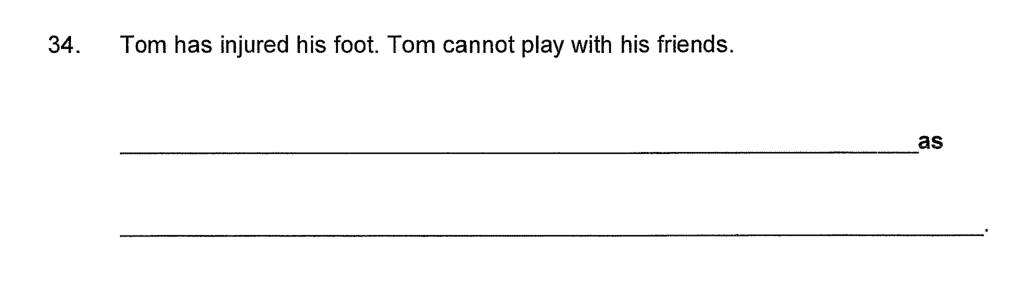 34. Tom has injured his foot. Tom cannot play with his friends.
as
.